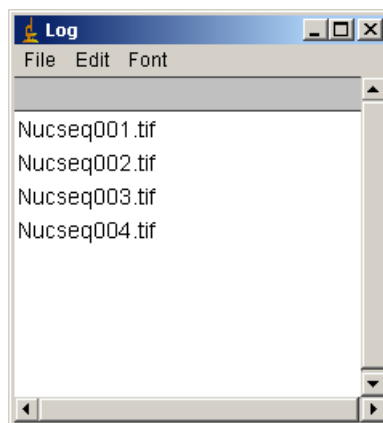 Log
File Edit Font
Nucseq001.tif
Nucseq002.tif
Nucseq003.tif
Nucseq004.tif